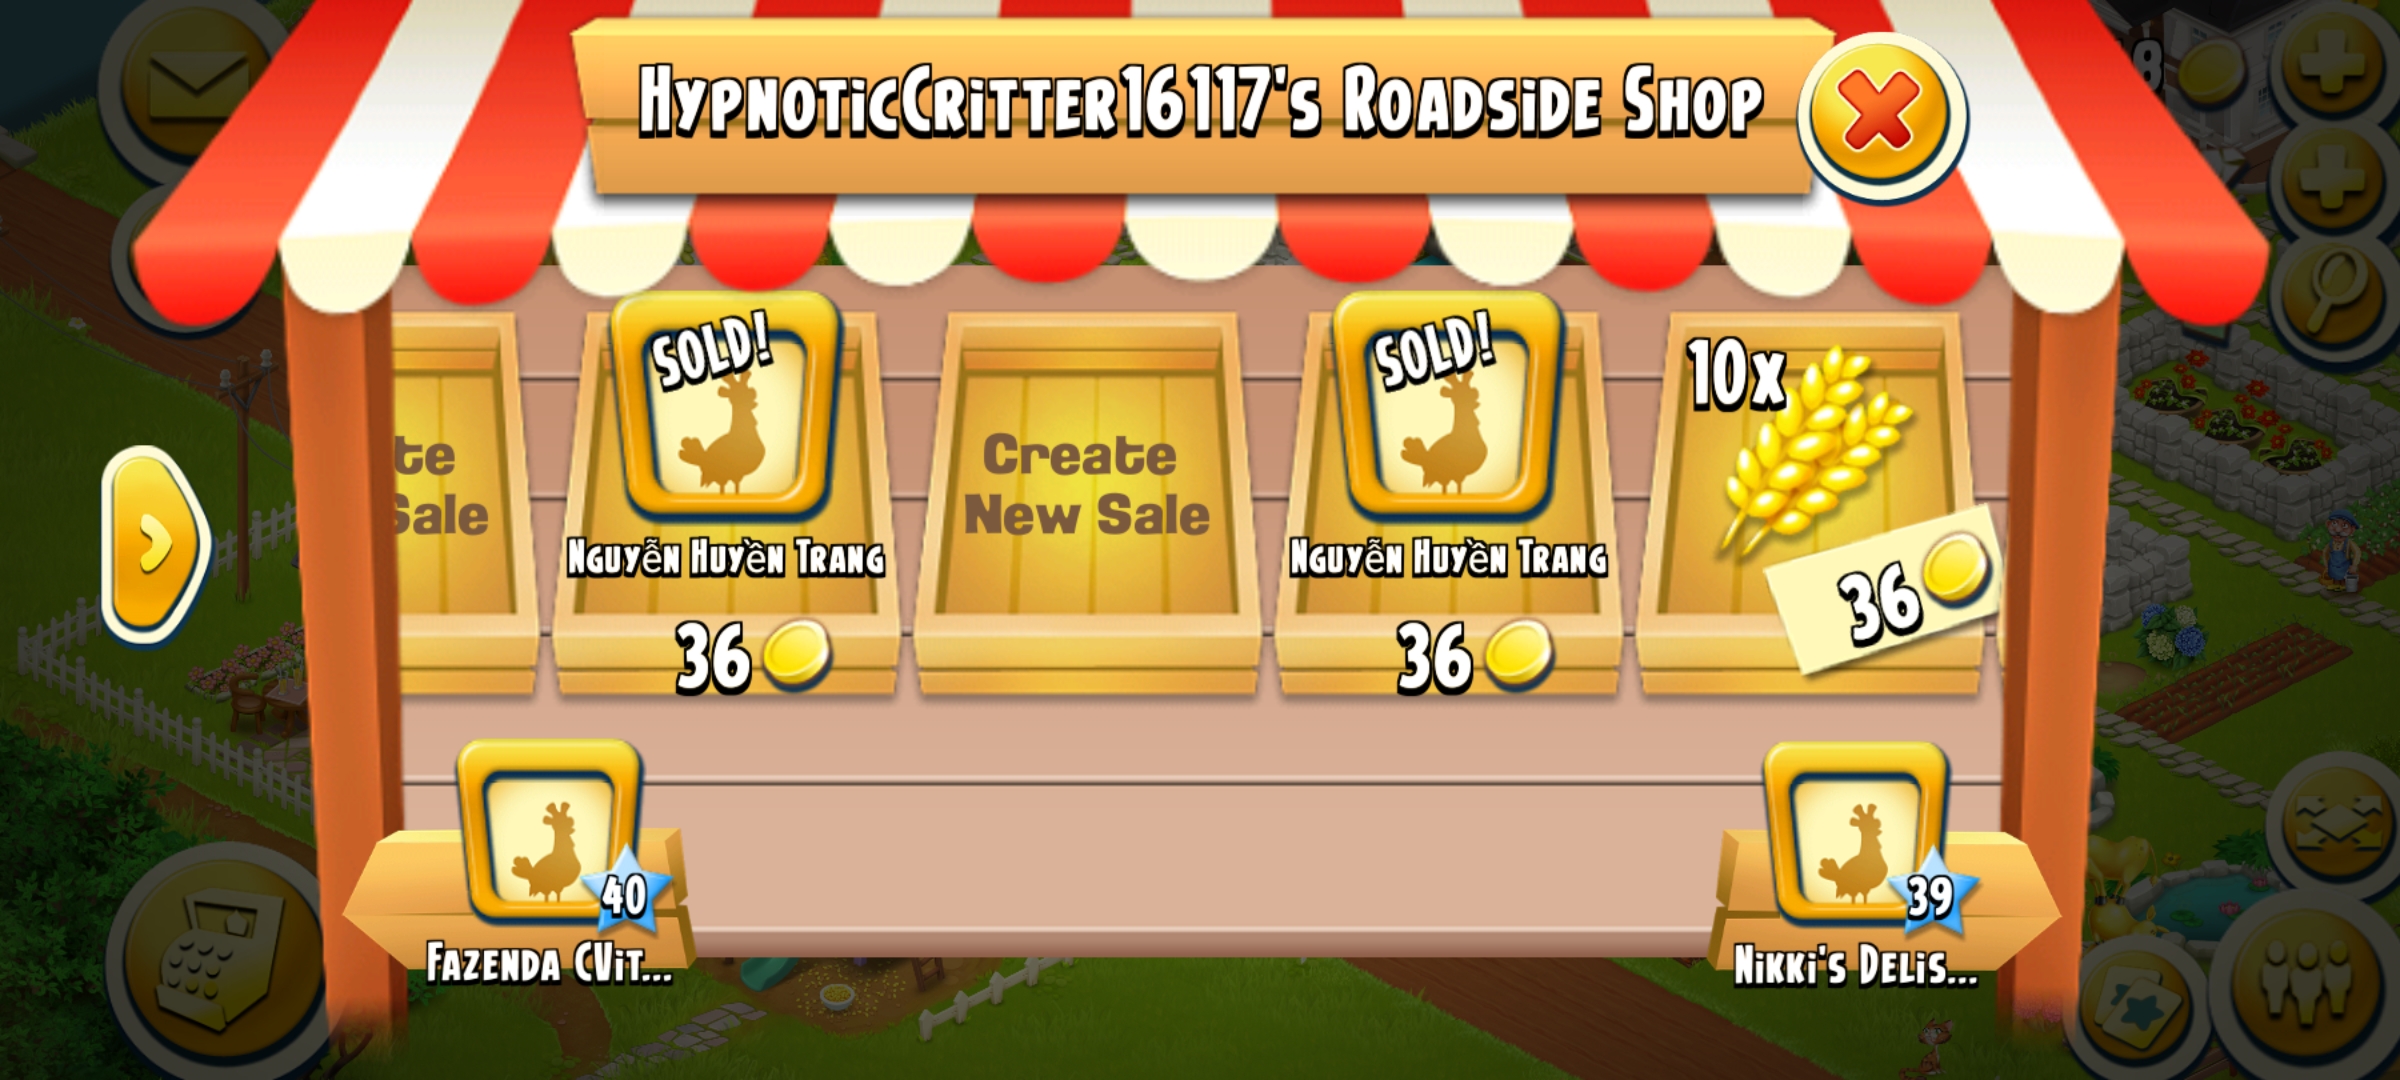 HypnoticCritter16117's Roadside Shop
te
Sale
SOLD!
Nguyễn Huyền Trang
36
Create
New Sale
SOLD!
Nguyễn Huyền Trang
36
10x
36
40
Fazenda CVit...
39
Nikki's Delis...